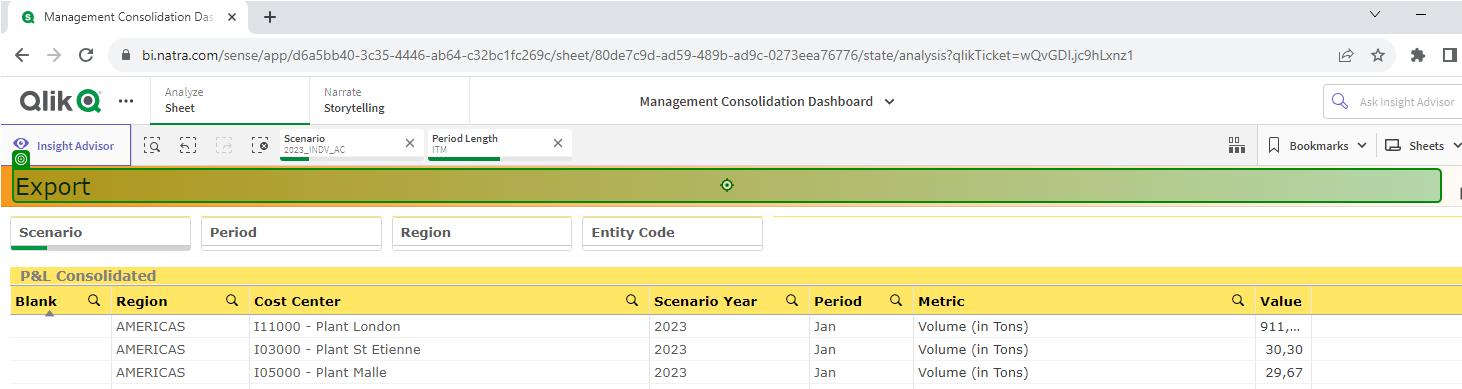 Management Consolidation Das
bi.natra.com/sense/app/d6a5bb40-3c35-4446-ab64-c32bc1fc269c/sheet/80de7c9d-ad59-489b-ad9c-0273eea76776/state/analysis?qlikTicket=wQvGDI.jc9hLxnz1
Qlik
Analyze
Sheet
Narrate
Storytelling
Management Consolidation Dashboard
Ask Insight Advisor
Insight Advisor
Scenario
2023_INDV_AC
Period Length
ITM
Bookmarks
Sheets
Export
Scenario Period Region Entity Code
P&L Consolidated
Blank Region Cost Center Scenario Year Period Metric Value
AMERICAS I11000 - Plant London 2023 Jan Volume (in Tons) 911,...
AMERICAS I03000 - Plant St Etienne 2023 Jan Volume (in Tons) 30,30
AMERICAS I05000 - Plant Malle 2023 Jan Volume (in Tons) 29,67